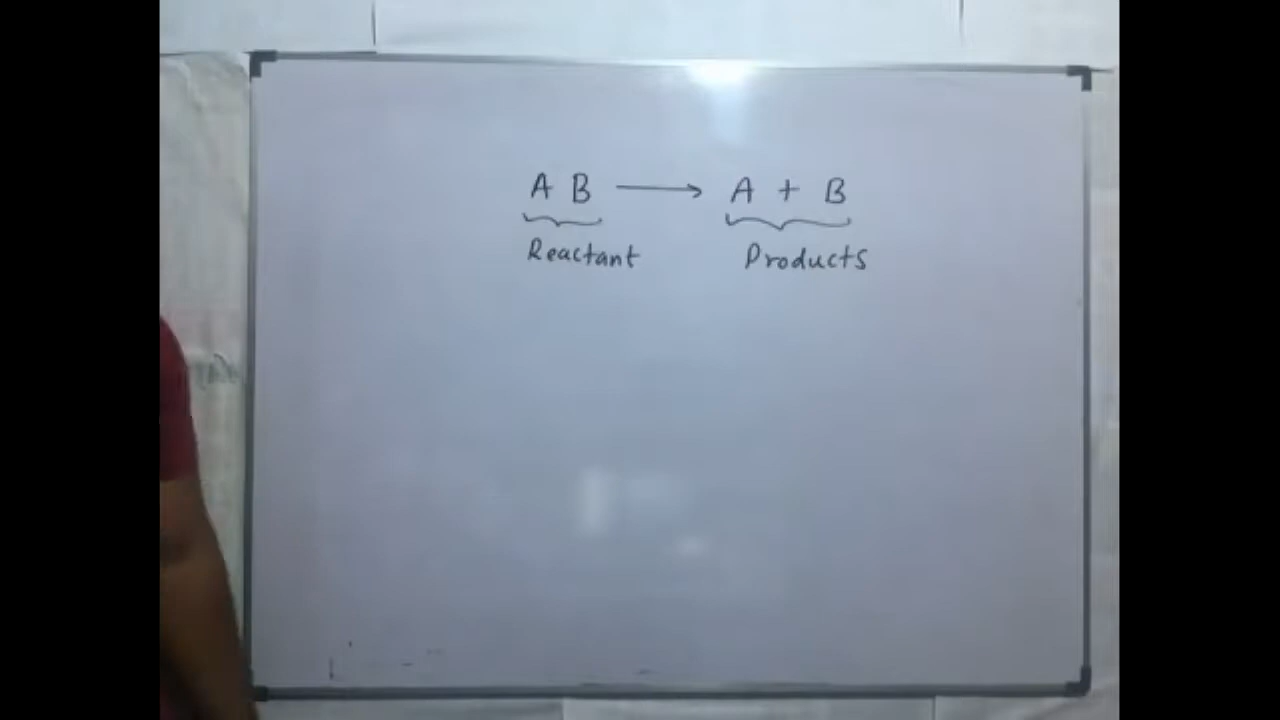 A B ⟶ A + B
Reactant Products